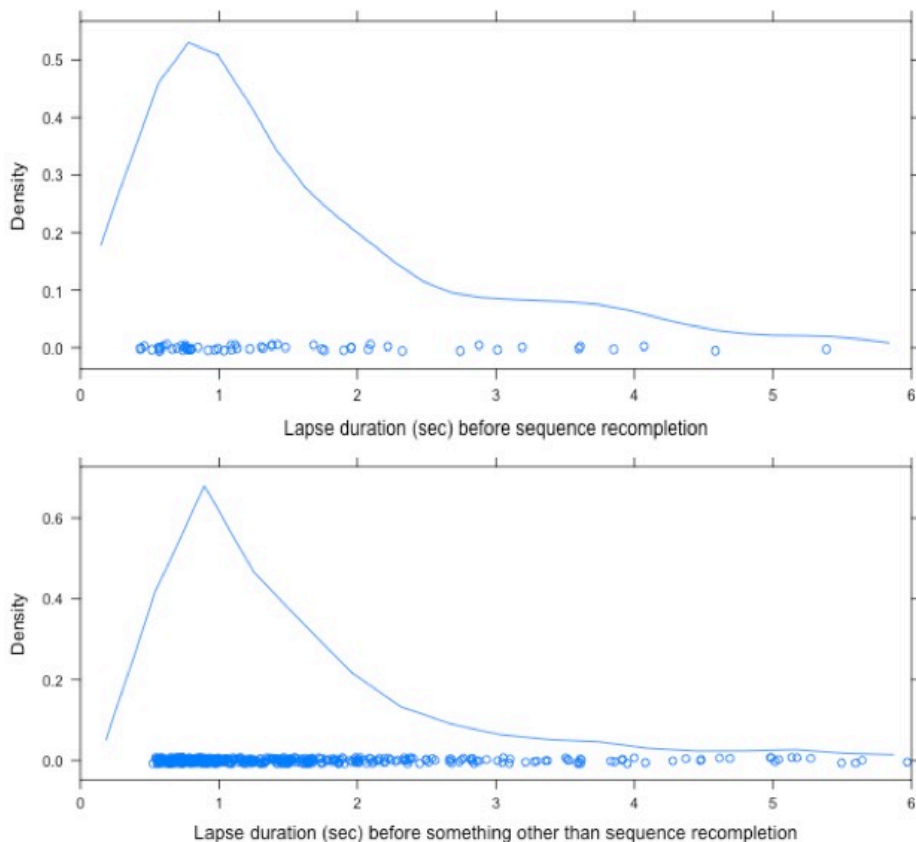 0.5
0.4
0.3
0.2
0.1
0.0
Density
0 1 2 3 4 5 6
Lapse duration (sec) before sequence recompletion
0.6
0.4
0.2
0.0
Density
0 1 2 3 4 5 6
Lapse duration (sec) before something other than sequence recompletion